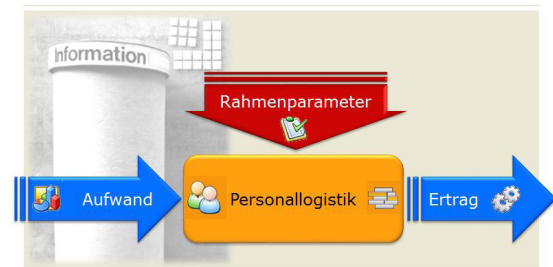 Information
Rahmenparameter
Aufwand
Personallogistik
Ertrag